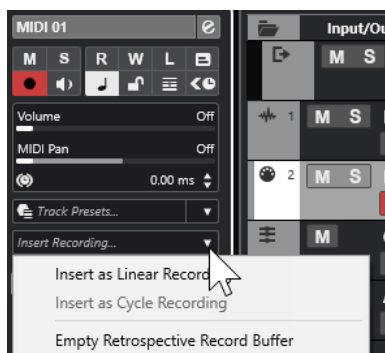 MIDI 01
Input/Ou
M S R W L
M S
Volume Off
1 M S
MIDI Pan Off
0.00 ms
2 M S
Track Presets...
Insert Recording...
M
Insert as Linear Record
Insert as Cycle Recording
Empty Retrospective Record Buffer